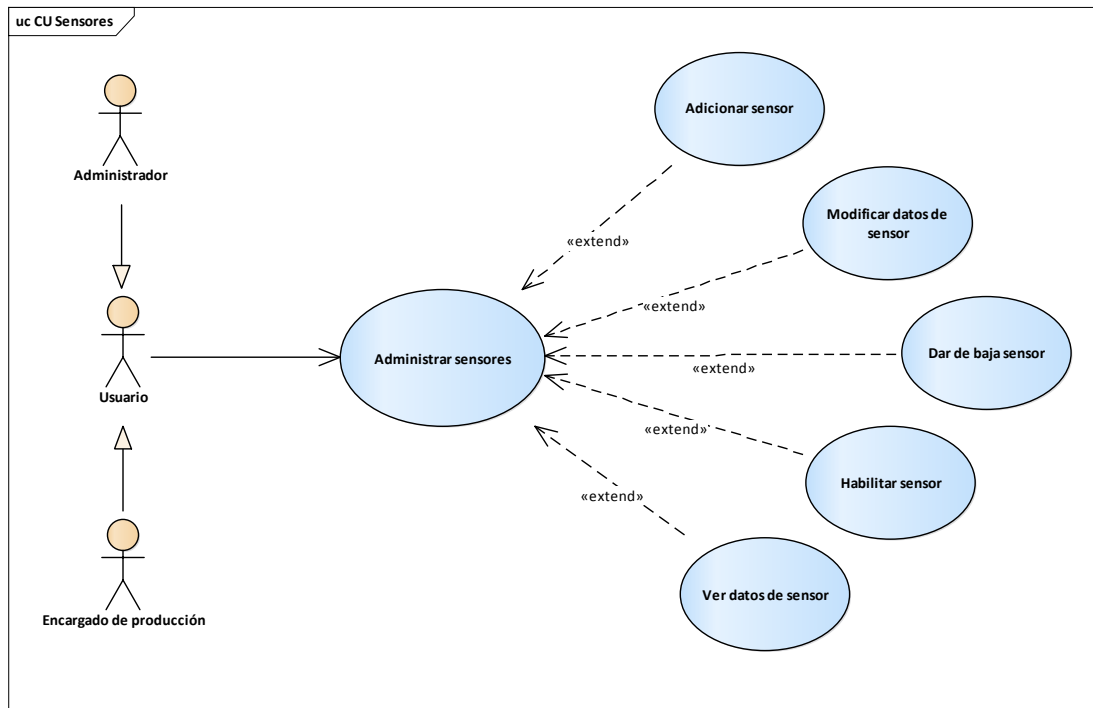 uc CU Sensores
Administrador
Usuario
Encargado de producción
Administrar sensores
Adicionar sensor
«extend»
Modificar datos de
sensor
«extend»
Dar de baja sensor
«extend»
Habilitar sensor
«extend»
Ver datos de sensor
«extend»